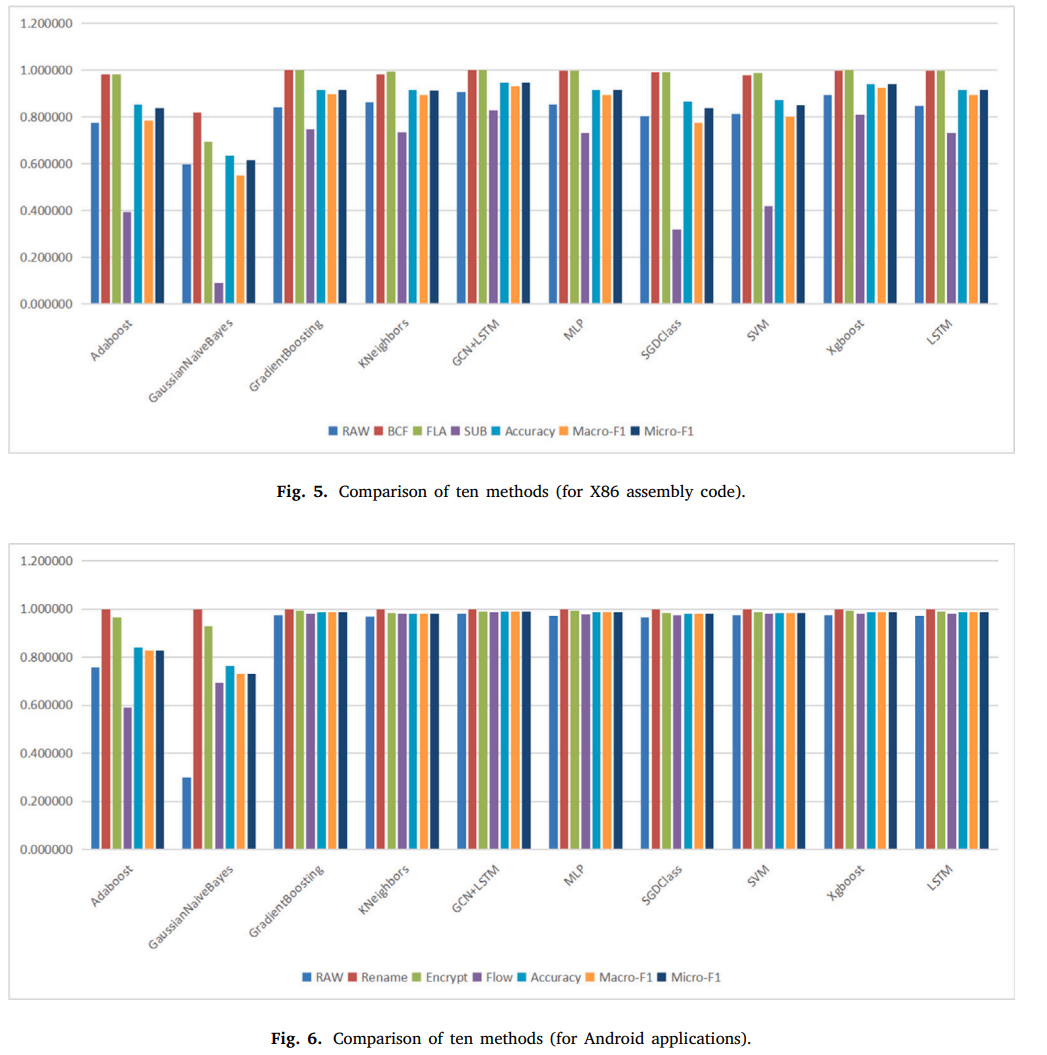 1.200000
1.000000
0.800000
0.600000
0.400000
0.200000
0.000000
Adaboost
GaussianNaiveBayes
GradientBoosting
KNeighbors
GCN+LSTM
MLP
SGDClass
SVM
Xgboost
LSTM
RAW BCF FLA SUB Accuracy Macro-F1 Micro-F1
Fig. 5. Comparison of ten methods (for X86 assembly code).
1.200000
1.000000
0.800000
0.600000
0.400000
0.200000
0.000000
Adaboost
GaussianNaiveBayes
GradientBoosting
KNeighbors
GCN+LSTM
MLP
SGDClass
SVM
Xgboost
LSTM
RAW Rename Encrypt Flow Accuracy Macro-F1 Micro-F1
Fig. 6. Comparison of ten methods (for Android applications).